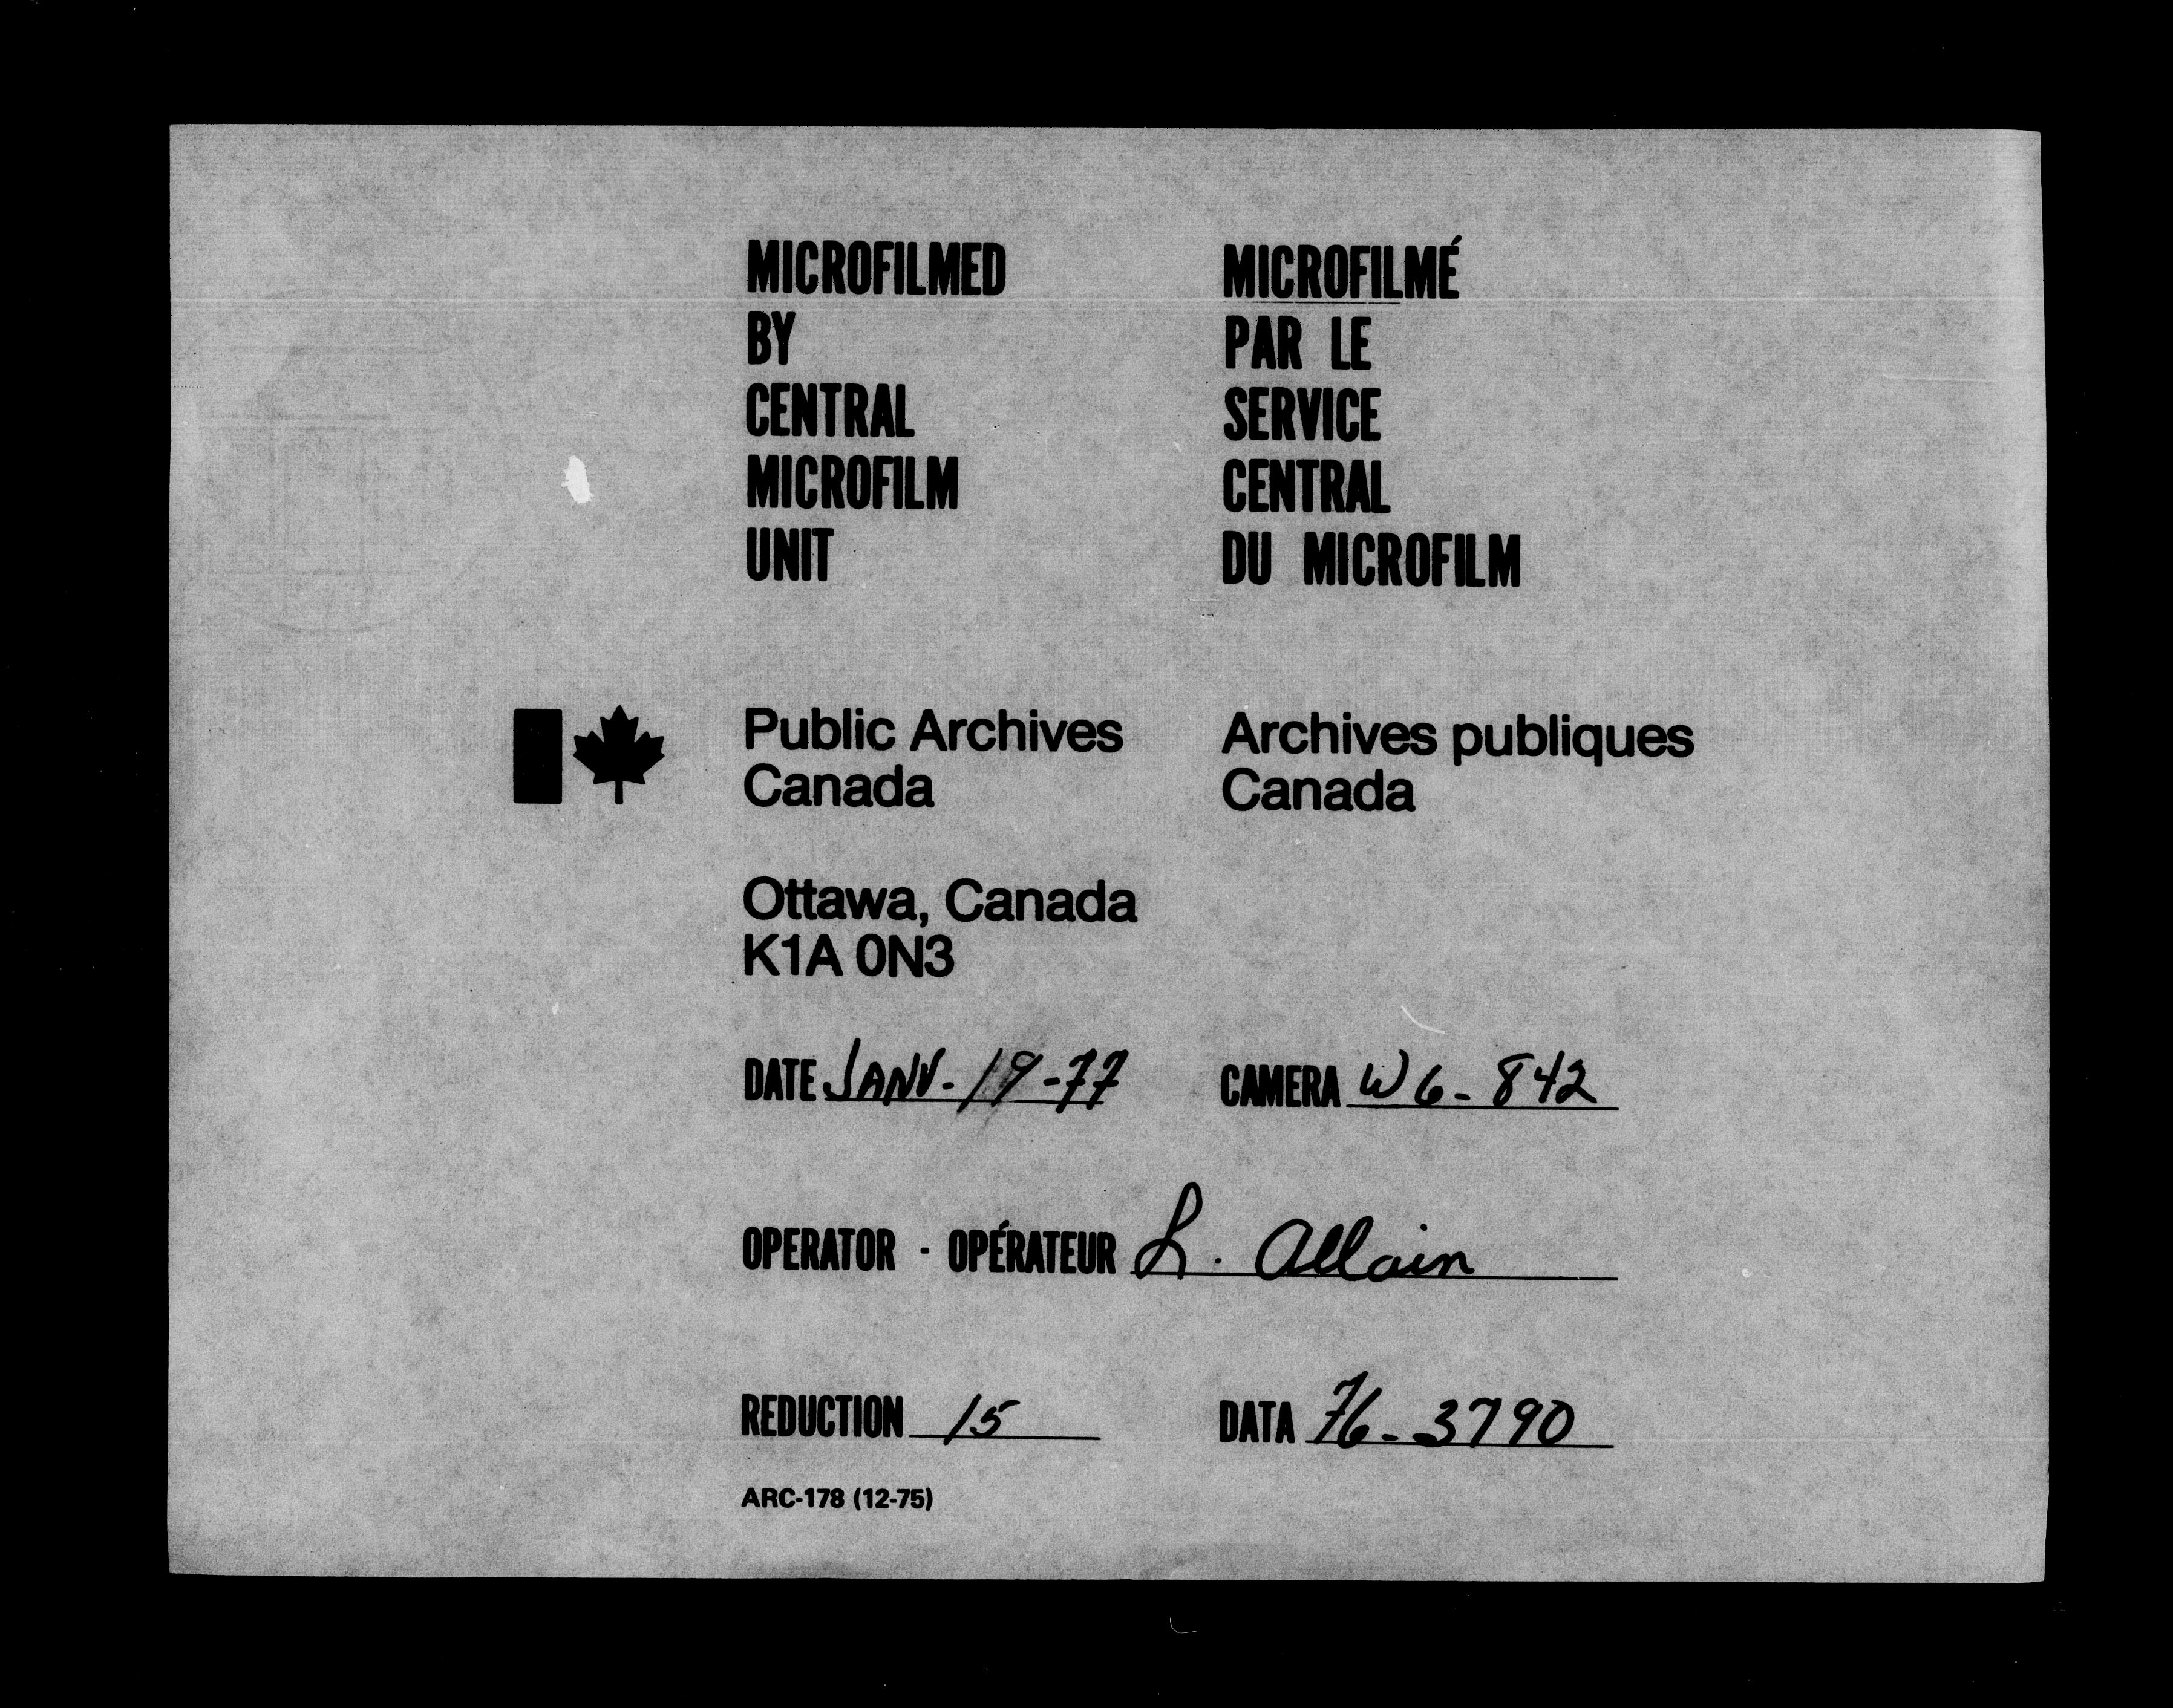 MICROFILMED
BY
CENTRAL
MICROFILM
UNIT
MICROFILMÉ
PAR LE
SERVICE
CENTRAL
DU MICROFILM
Public Archives
Canada
Archives publiques
Canada
Ottawa, Canada
K1A 0N3
DATE JANV-19-77
CAMERA W6-842
OPERATOR - OPÉRATEUR L. Allain
REDUCTION 15
DATA 76-3790
ARC-178 (12-75)